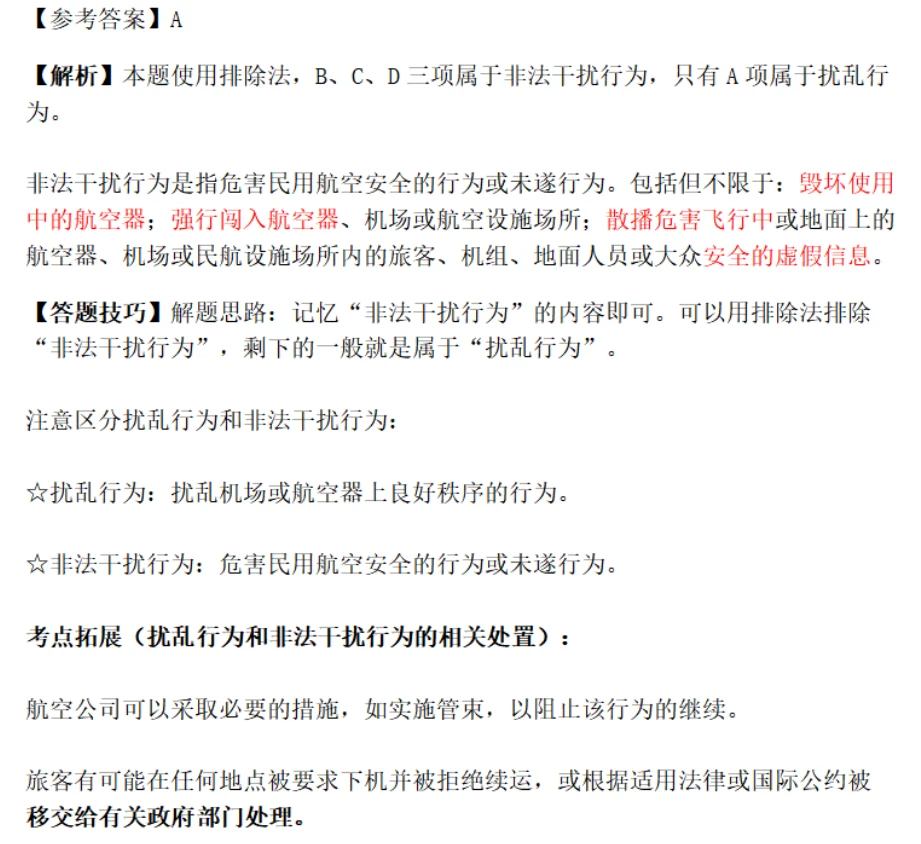 【参考答案】A
【解析】本题使用排除法，B、C、D 三项属于非法干扰行为，只有 A 项属于扰乱行
为。
非法干扰行为是指危害民用航空安全的行为或未遂行为。包括但不限于：毁坏使用
中的航空器；强行闯入航空器、机场或航空设施场所；散播危害飞行中或地面上的
航空器、机场或民航设施场所内的旅客、机组、地面人员或大众安全的虚假信息。
【答题技巧】解题思路：记忆“非法干扰行为”的内容即可。可以用排除法排除
“非法干扰行为”，剩下的一般就是属于“扰乱行为”。
注意区分扰乱行为和非法干扰行为：
☆扰乱行为：扰乱机场或航空器上良好秩序的行为。
☆非法干扰行为：危害民用航空安全的行为或未遂行为。
考点拓展（扰乱行为和非法干扰行为的相关处置）：
航空公司可以采取必要的措施，如实施管束，以阻止该行为的继续。
旅客有可能在任何地点被要求下机并被拒绝续运，或根据适用法律或国际公约被
移交给有关政府部门处理。